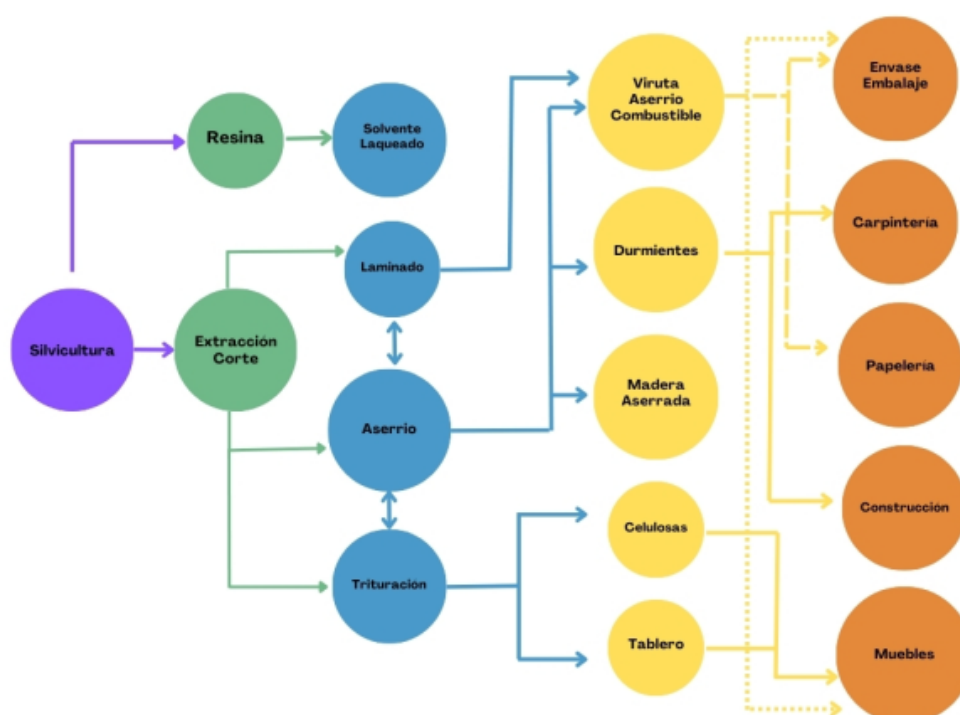 Silvicultura
Resina
Extracción
Corte
Solvente
Laqueado
Laminado
Aserrio
Trituración
Viruta
Aserrio
Combustible
Durmientes
Madera
Aserrada
Celulosas
Tablero
Envase
Embalaje
Carpintería
Papelería
Construcción
Muebles